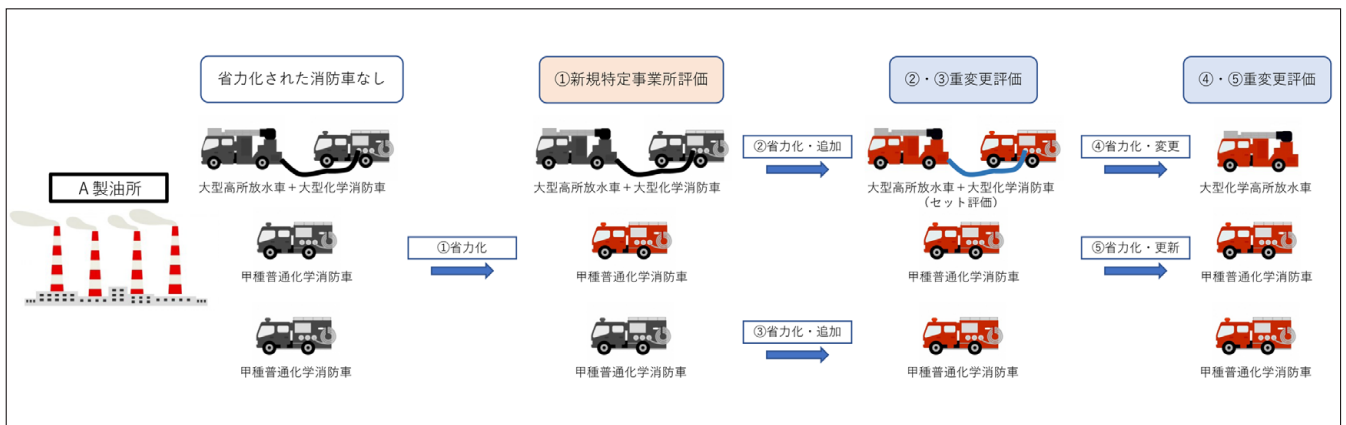 省力化された消防車なし
①新規特定事業所評価
②・③重変更評価
④・⑤重変更評価
A製油所
大型高所放水車+大型化学消防車
大型高所放水車+大型化学消防車
②省力化・追加
大型高所放水車+大型化学消防車
(セット評価)
④省力化・変更
大型化学高所放水車
甲種普通化学消防車
①省力化
甲種普通化学消防車
甲種普通化学消防車
⑤省力化・更新
甲種普通化学消防車
甲種普通化学消防車
甲種普通化学消防車
③省力化・追加
甲種普通化学消防車
甲種普通化学消防車